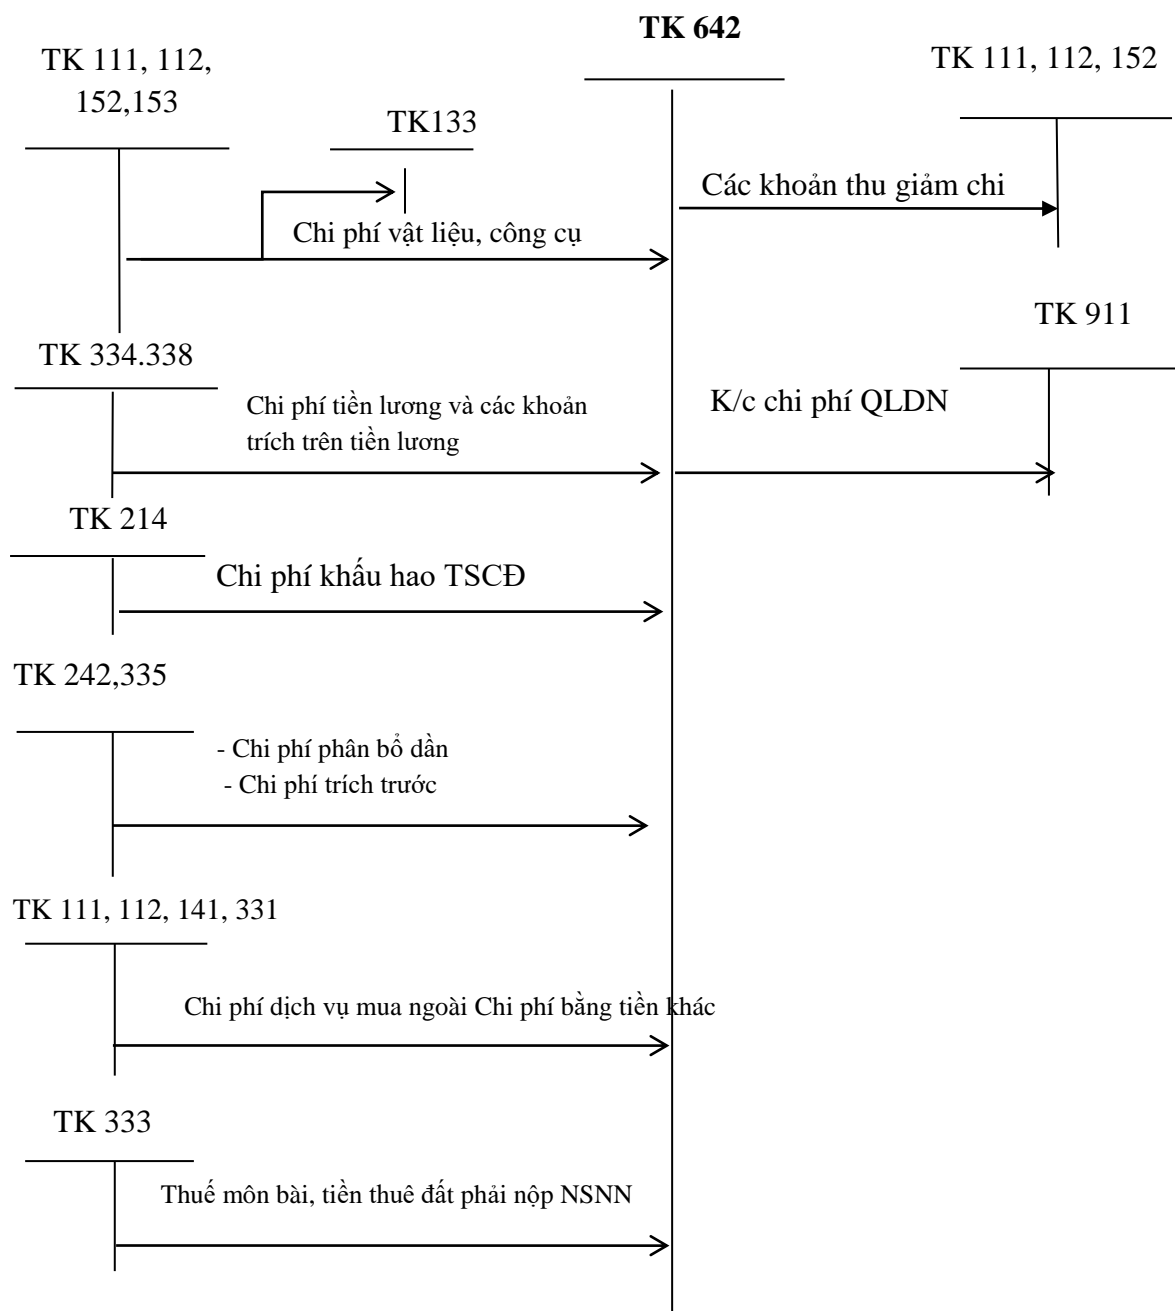 TK 642
TK 111, 112,
152,153
TK 111, 112, 152
TK133
Các khoản thu giảm chi
Chi phí vật liệu, công cụ
TK 911
TK 334.338
Chi phí tiền lương và các khoản
trích trên tiền lương
K/c chi phí QLDN
TK 214
Chi phí khấu hao TSCĐ
TK 242,335
- Chi phí phân bổ dần
- Chi phí trích trước
TK 111, 112, 141, 331
Chi phí dịch vụ mua ngoài Chi phí bằng tiền khác
TK 333
Thuế môn bài, tiền thuê đất phải nộp NSNN